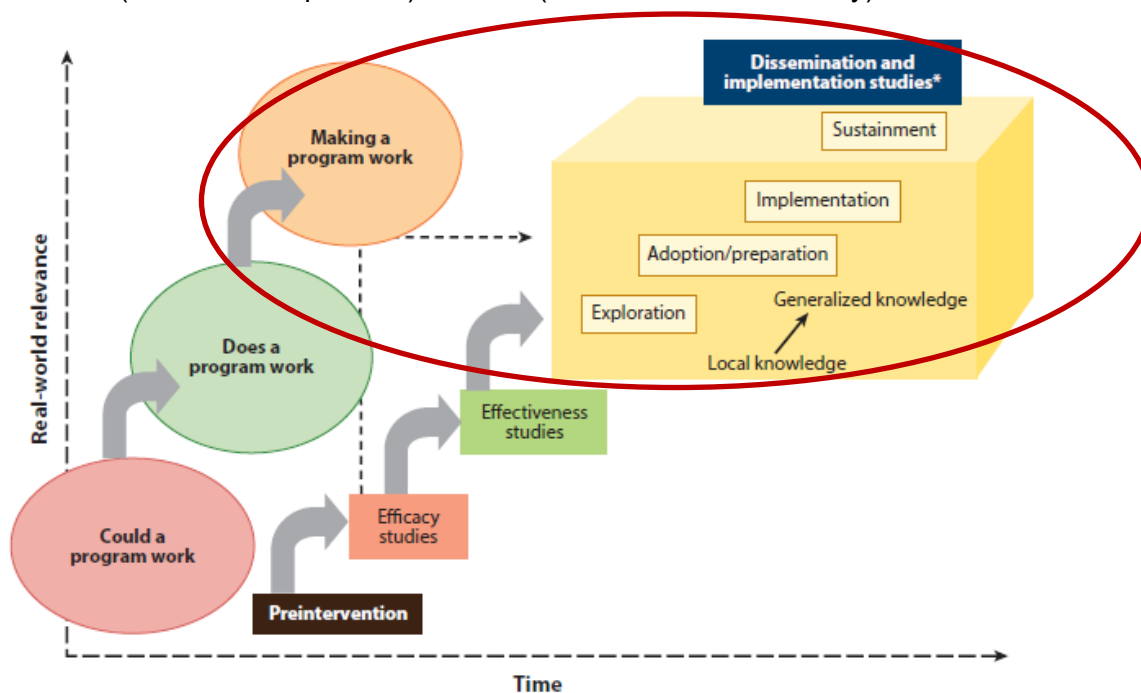 Dissemination and
implementation studies*
Sustainment
Making a
program work
Implementation
Adoption/preparation
Generalized knowledge
Exploration
Local knowledge
Does a
program work
Effectiveness
studies
Efficacy
studies
Could a
program work
Preintervention
Real-world relevance
Time